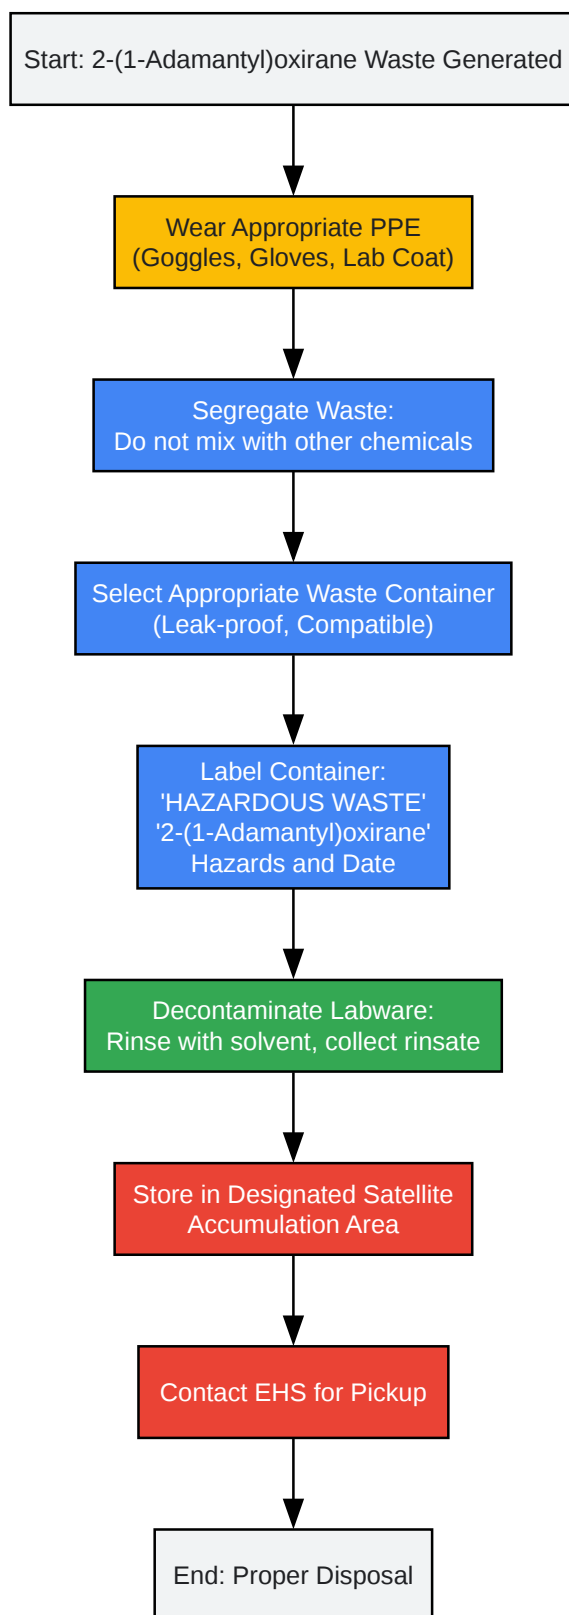 Start: 2-(1-Adamantyl)oxirane Waste Generated
Wear Appropriate PPE
(Goggles, Gloves, Lab Coat)
Segregate Waste:
Do not mix with other chemicals
Select Appropriate Waste Container
(Leak-proof, Compatible)
Label Container:
'HAZARDOUS WASTE'
'2-(1-Adamantyl)oxirane'
Hazards and Date
Decontaminate Labware:
Rinse with solvent, collect rinsate
Store in Designated Satellite
Accumulation Area
Contact EHS for Pickup
End: Proper Disposal